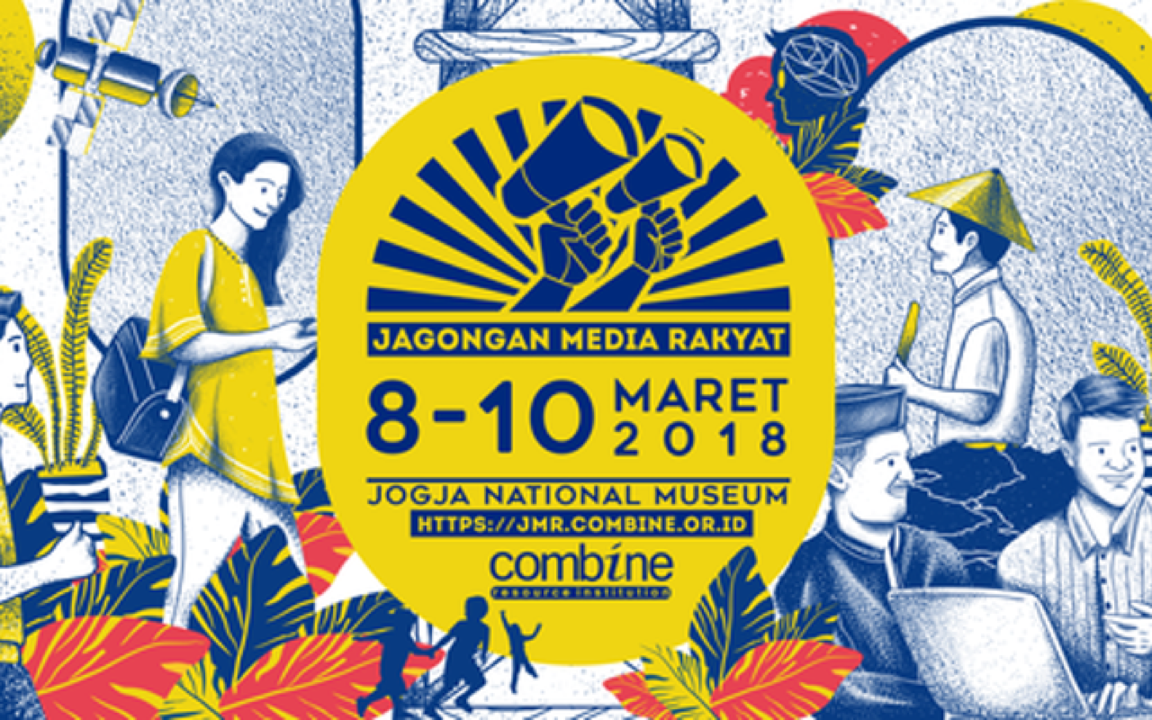 JAGONGAN MEDIA RAKYAT
8-10 MARET
2018
JOGJA NATIONAL MUSEUM
HTTPS://JMR.COMBINE.OR.ID
combine
resource institution